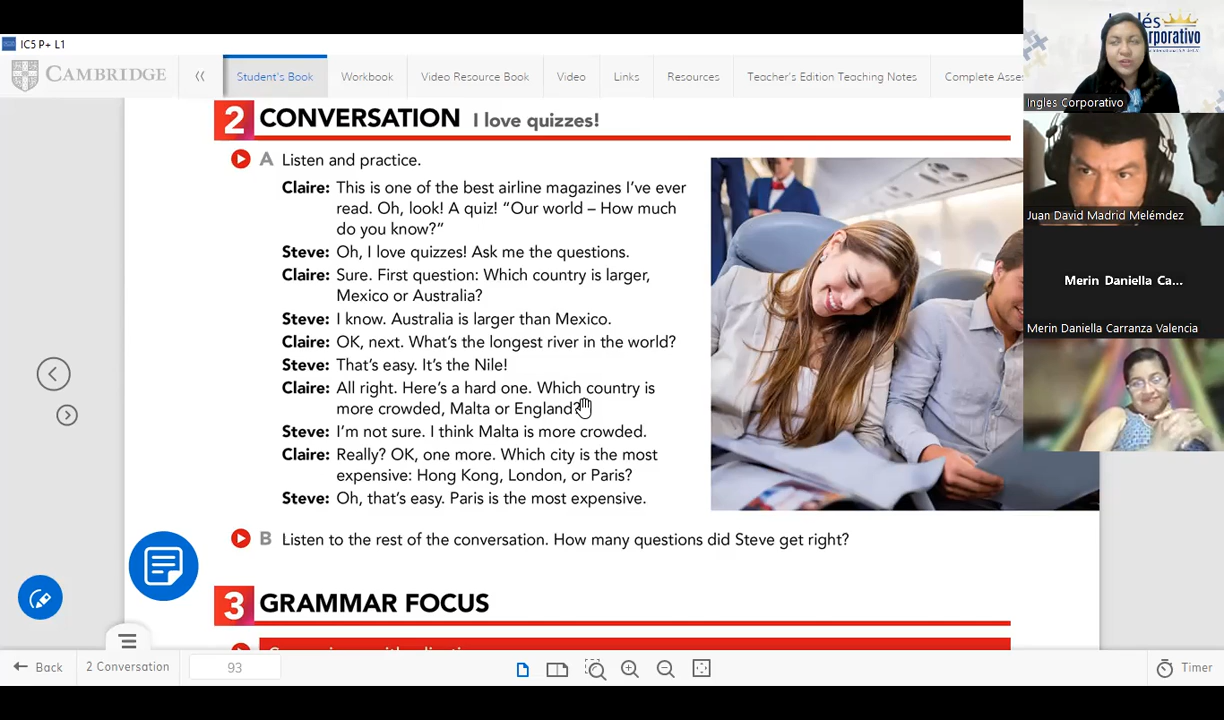 IC5 P+ L1
CAMBRIDGE
Student's Book Workbook Video Resource Book Video Links Resources Teacher's Edition Teaching Notes Complete Asses
2 CONVERSATION I love quizzes!
A Listen and practice.
Claire: This is one of the best airline magazines I've ever
read. Oh, look! A quiz! "Our world – How much
do you know?"
Steve: Oh, I love quizzes! Ask me the questions.
Claire: Sure. First question: Which country is larger,
Mexico or Australia?
Steve: I know. Australia is larger than Mexico.
Claire: OK, next. What's the longest river in the world?
Steve: That's easy. It's the Nile!
Claire: All right. Here's a hard one. Which country is
more crowded, Malta or England?
Steve: I'm not sure. I think Malta is more crowded.
Claire: Really? OK, one more. Which city is the most
expensive: Hong Kong, London, or Paris?
Steve: Oh, that's easy. Paris is the most expensive.
B Listen to the rest of the conversation. How many questions did Steve get right?
3 GRAMMAR FOCUS
Back 2 Conversation 93 Timer
Inglés
Corporativo
Ingles Corporativo
Juan David Madrid Melémdez
Merin Daniella Ca...
Merin Daniella Carranza Valencia